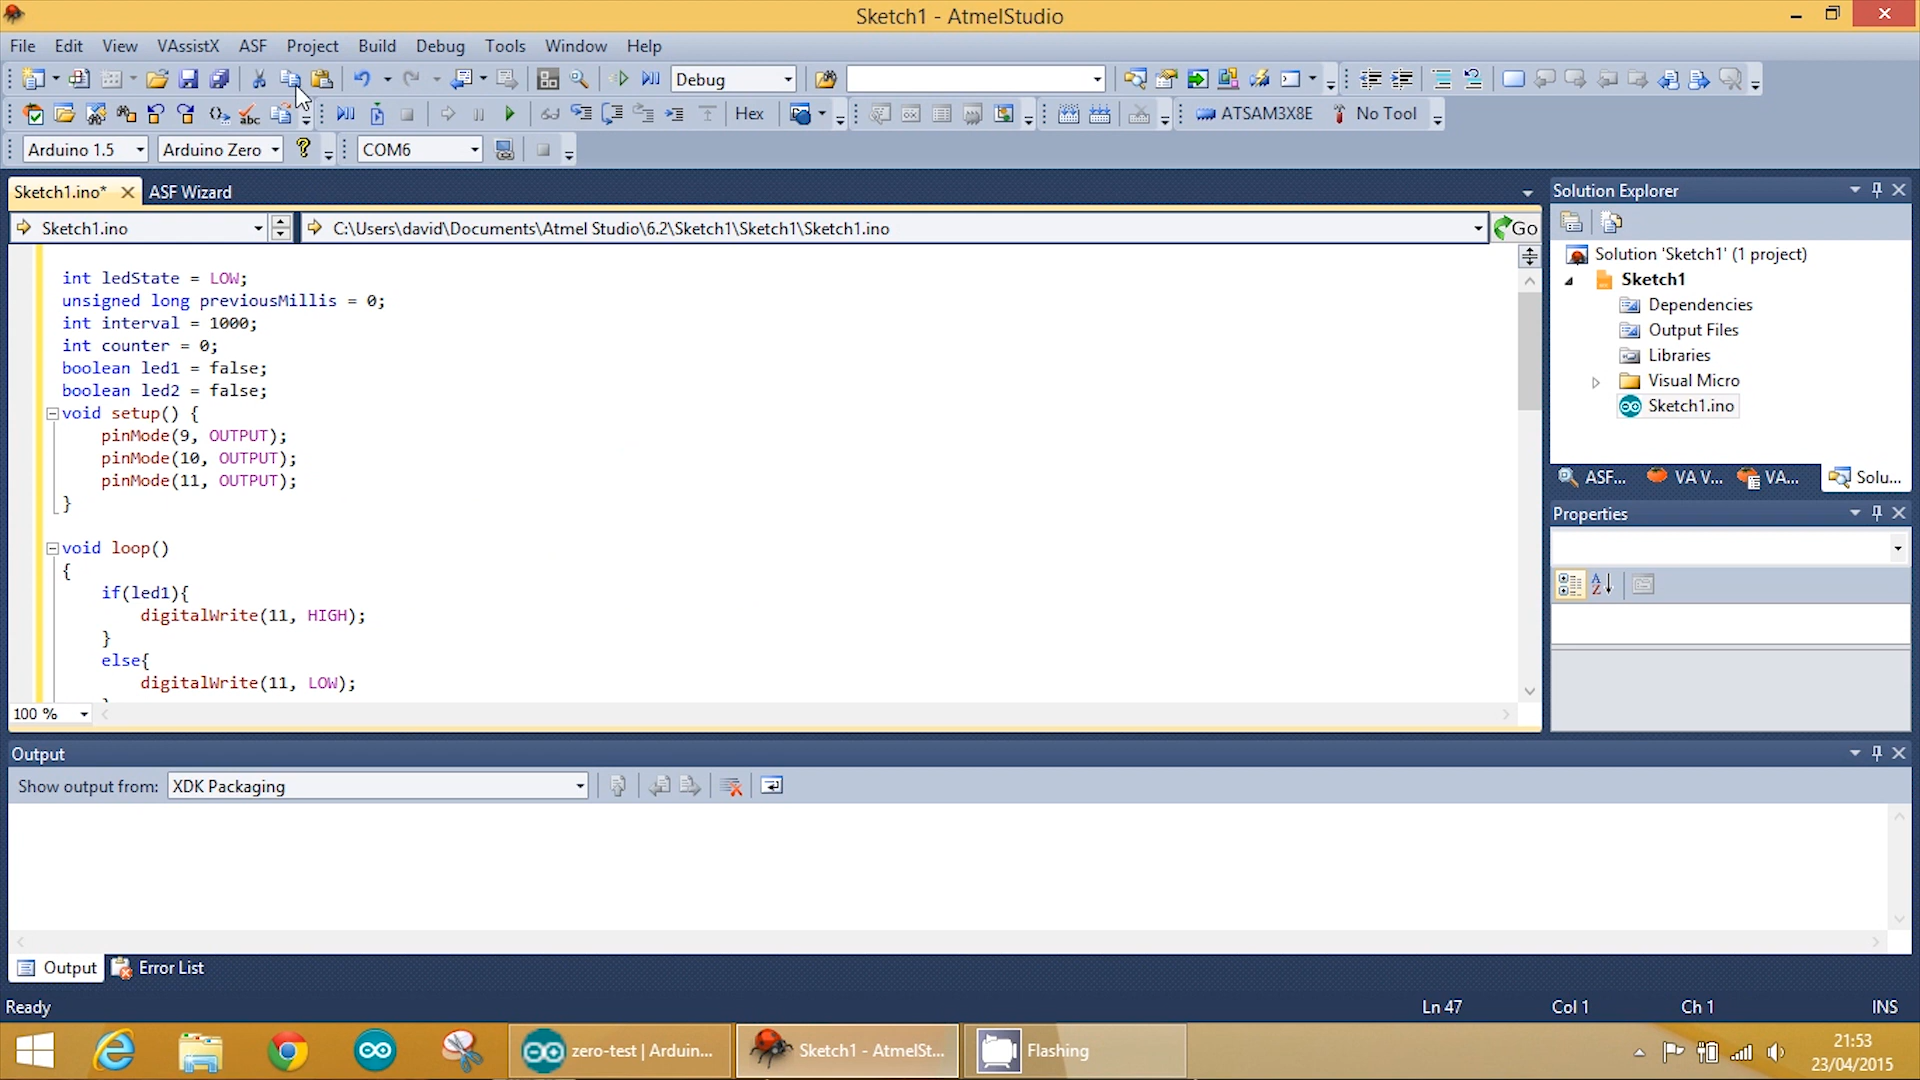 Sketch1 - AtmelStudio
File Edit View VAssistX ASF Project Build Debug Tools Window Help
Debug
Hex ATSAM3X8E No Tool
Arduino 1.5 Arduino Zero COM6
Sketch1.ino* ASF Wizard
Sketch1.ino C:\Users\david\Documents\Atmel Studio\6.2\Sketch1\Sketch1\Sketch1.ino Go
int ledState = LOW;
unsigned long previousMillis = 0;
int interval = 1000;
int counter = 0;
boolean led1 = false;
boolean led2 = false;
void setup() {
pinMode(9, OUTPUT);
pinMode(10, OUTPUT);
pinMode(11, OUTPUT);
}
void loop()
{
if(led1){
digitalWrite(11, HIGH);
}
else{
digitalWrite(11, LOW);
100 %
Solution Explorer
Solution 'Sketch1' (1 project)
Sketch1
Dependencies
Output Files
Libraries
Visual Micro
Sketch1.ino
ASF... VA V... VA... Solu...
Properties
Output
Show output from: XDK Packaging
Output Error List
Ready Ln 47 Col 1 Ch 1 INS
zero-test | Arduin... Sketch1 - AtmelSt... Flashing
21:53
23/04/2015